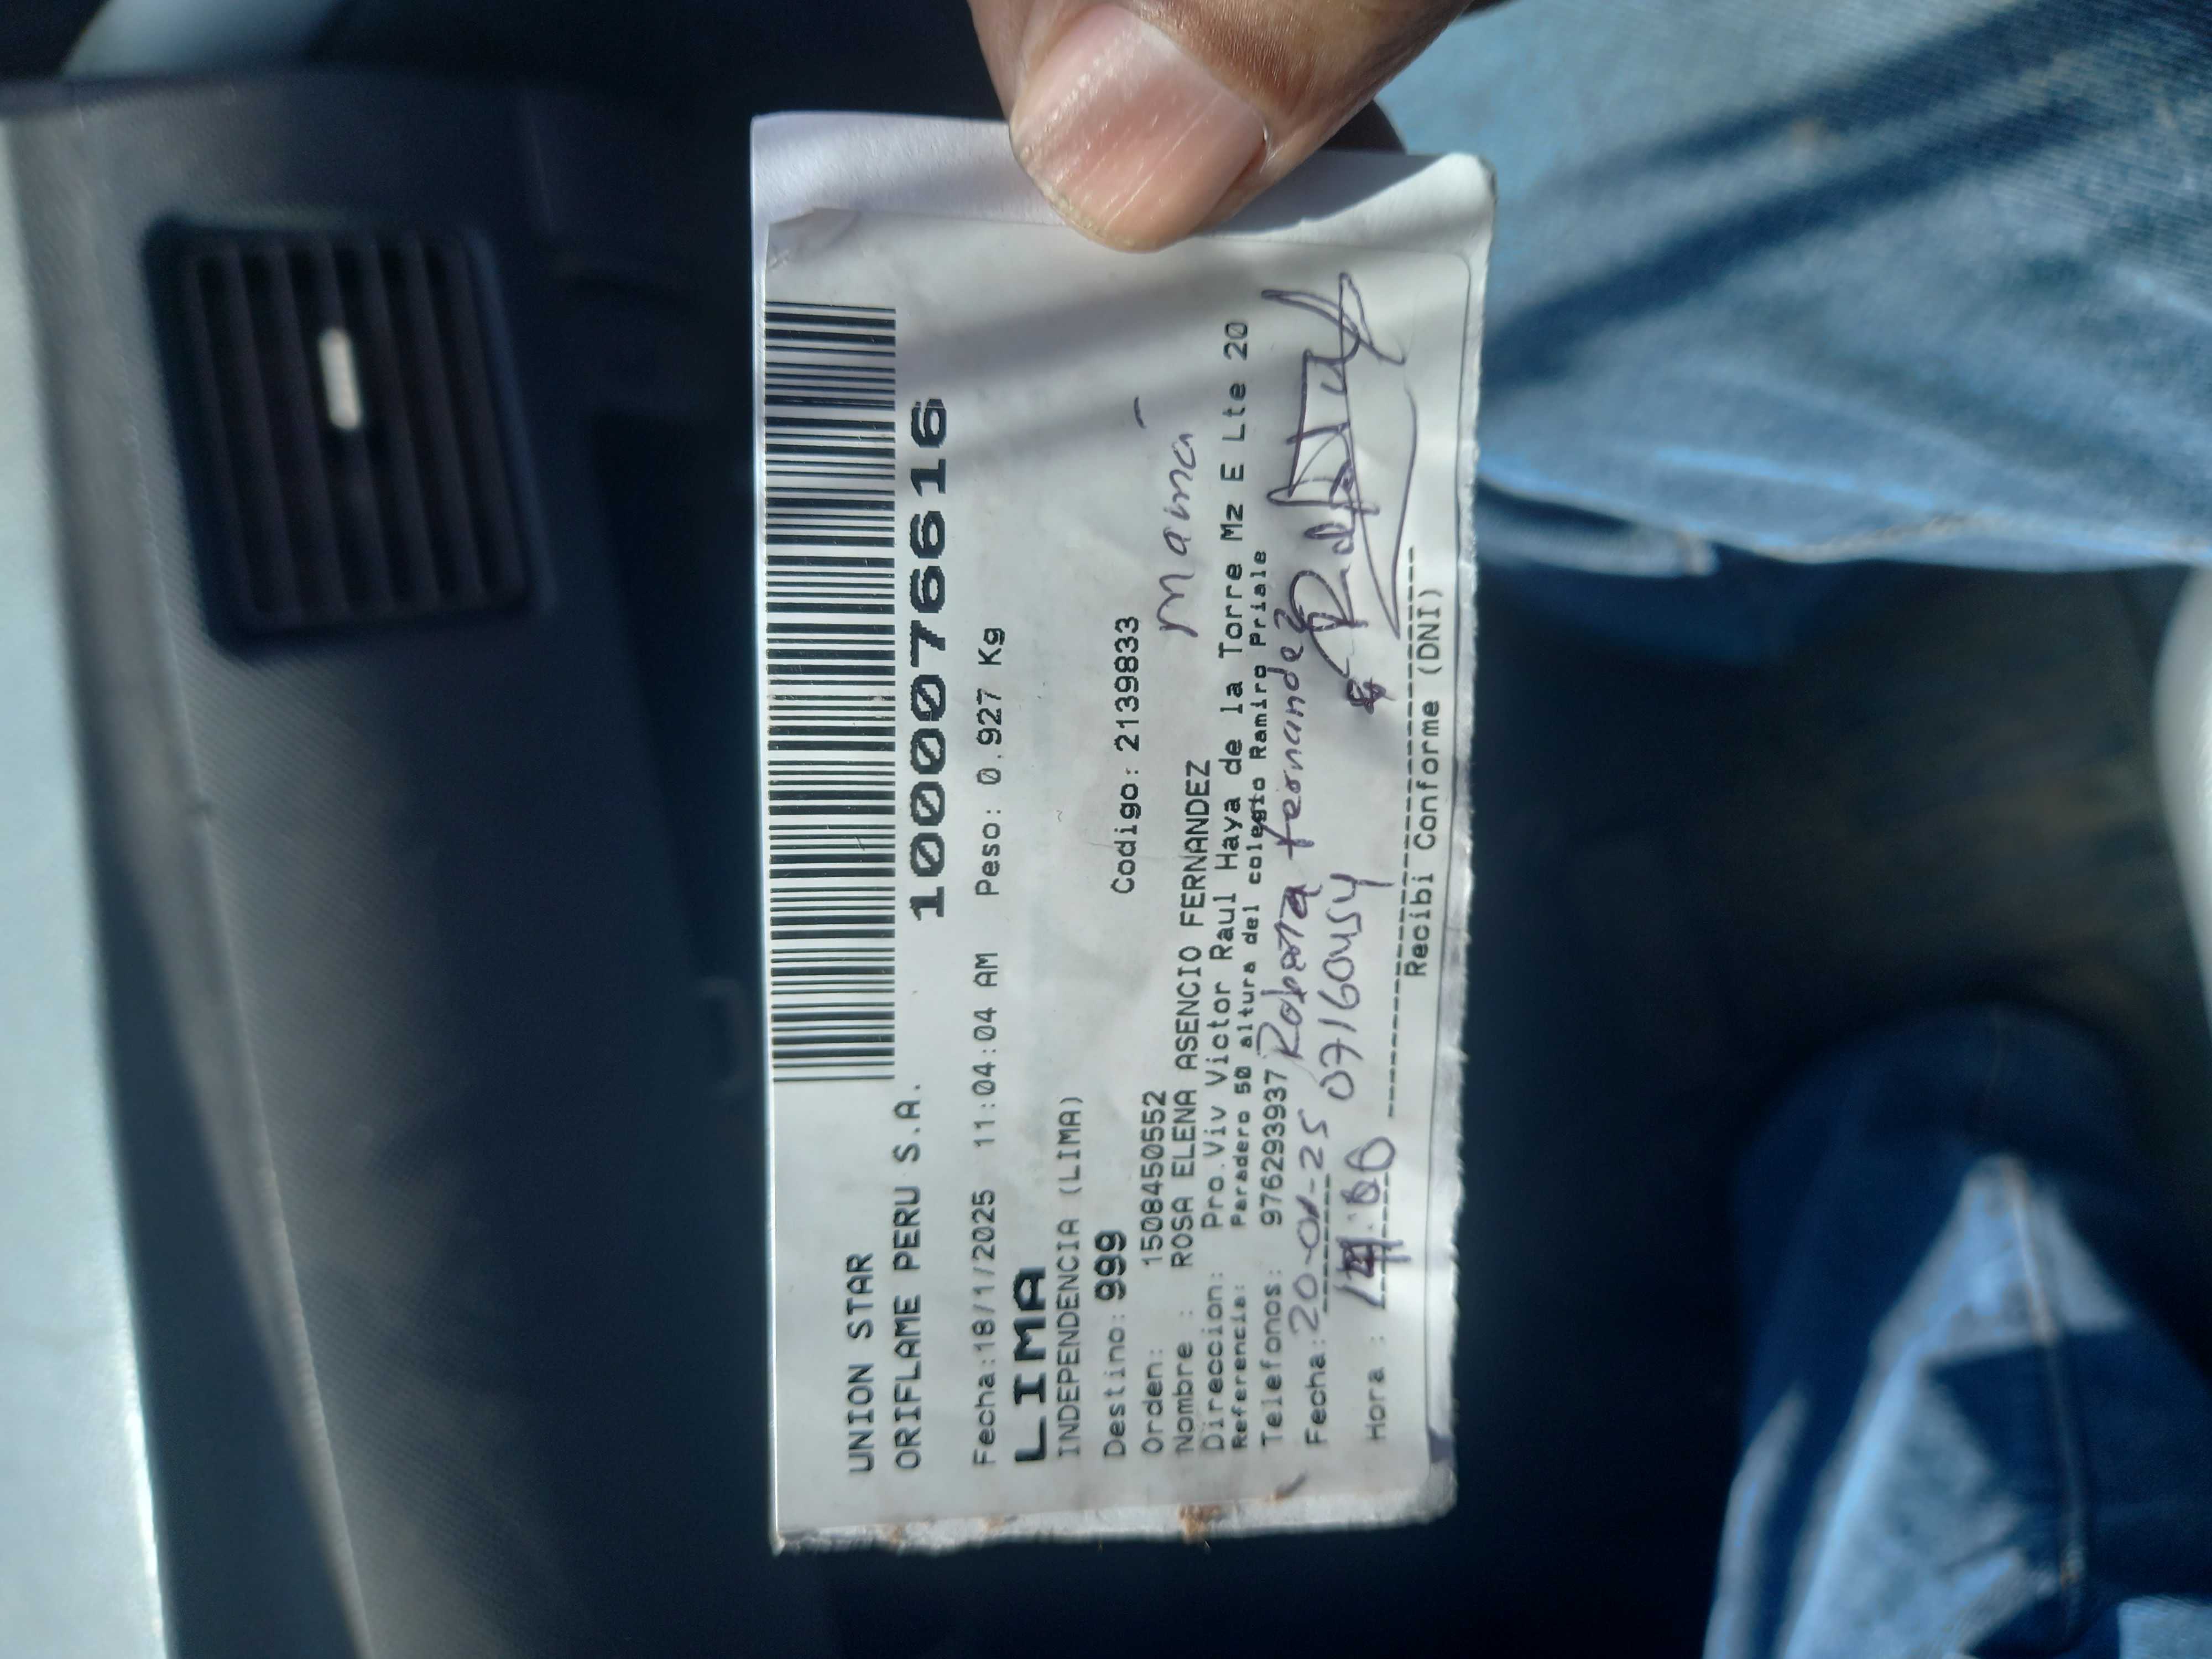 UNION STAR
ORIFLAME PERU S.A.
1000076616
Fecha:18/1/2025 11:04:04 AM Peso: 0.927 Kg
LIMA
INDEPENDENCIA (LIMA)
Destino: 999
Codigo: 2139833
Orden: 1508450552
mamá
Nombre : ROSA ELENA ASENCIO FERNANDEZ
Direccion: Pro.Viv Victor Raul Haya de la Torre Mz E Lte 20
Referencia: Paradero 50 altura del colegio Ramiro Priale
Telefonos: 976293937
Roberta fernandez
Fecha: 20-01-25
07160454
Hora :
Recibi Conforme (DNI)